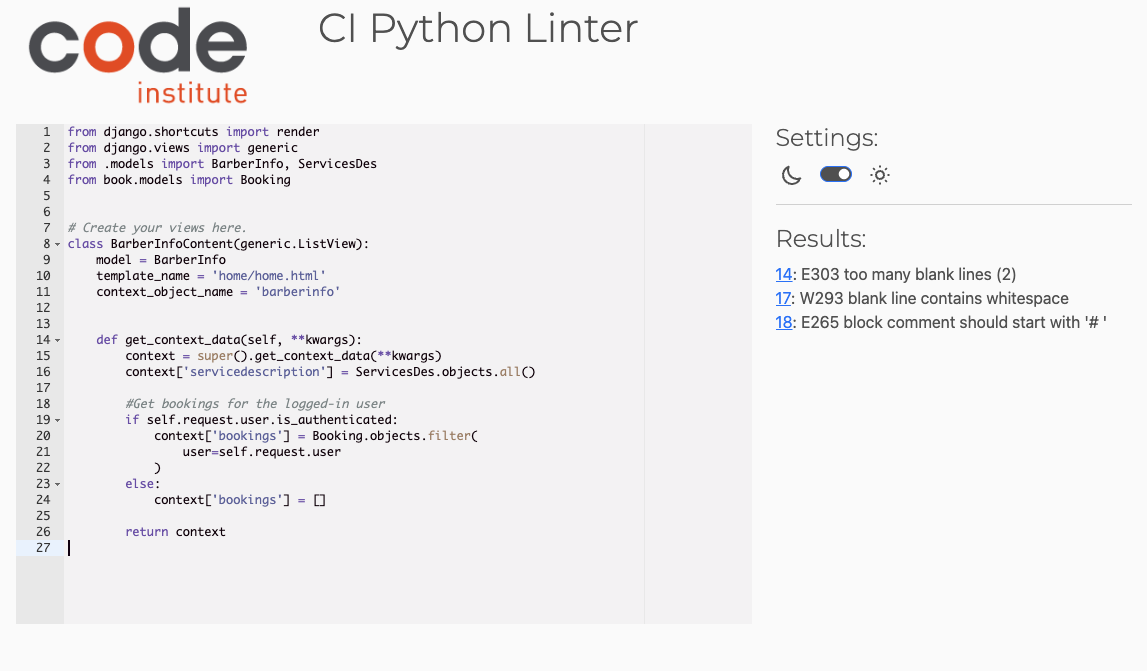 code
institute
CI Python Linter
1 from django.shortcuts import render
2 from django.views import generic
3 from .models import BarberInfo, ServicesDes
4 from book.models import Booking
5
6
7 # Create your views here.
8 class BarberInfoContent(generic.ListView):
9     model = BarberInfo
10     template_name = 'home/home.html'
11     context_object_name = 'barberinfo'
12
13
14     def get_context_data(self, **kwargs):
15         context = super().get_context_data(**kwargs)
16         context['servicedescription'] = ServicesDes.objects.all()
17
18         #Get bookings for the logged-in user
19         if self.request.user.is_authenticated:
20             context['bookings'] = Booking.objects.filter(
21                 user=self.request.user
22             )
23         else:
24             context['bookings'] = []
25
26         return context
27
Settings:
Results:
14: E303 too many blank lines (2)
17: W293 blank line contains whitespace
18: E265 block comment should start with '# '